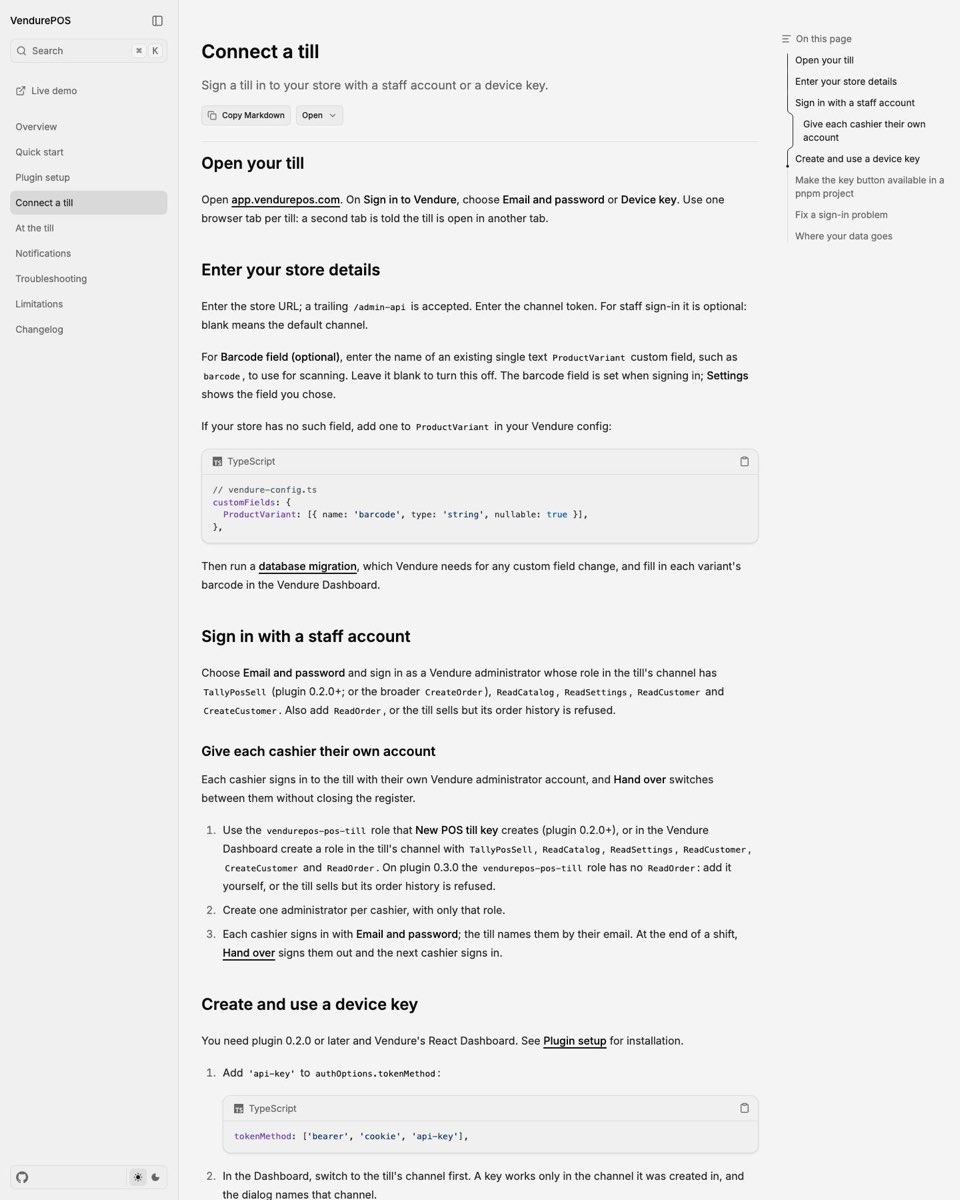 VendurePOS
Search
⌘ K
Live demo
Overview
Quick start
Plugin setup
Connect a till
At the till
Notifications
Troubleshooting
Limitations
Changelog
Connect a till
Sign a till in to your store with a staff account or a device key.
Copy Markdown
Open
Open your till
Open app.vendurepos.com. On Sign in to Vendure, choose Email and password or Device key. Use one
browser tab per till: a second tab is told the till is open in another tab.
Enter your store details
Enter the store URL; a trailing /admin-api is accepted. Enter the channel token. For staff sign-in it is optional:
blank means the default channel.
For Barcode field (optional), enter the name of an existing single text ProductVariant custom field, such as
barcode, to use for scanning. Leave it blank to turn this off. The barcode field is set when signing in; Settings
shows the field you chose.
If your store has no such field, add one to ProductVariant in your Vendure config:
TypeScript
// vendure-config.ts
customFields: {
  ProductVariant: [{ name: 'barcode', type: 'string', nullable: true }],
},
Then run a database migration, which Vendure needs for any custom field change, and fill in each variant's
barcode in the Vendure Dashboard.
Sign in with a staff account
Choose Email and password and sign in as a Vendure administrator whose role in the till's channel has
TallyPosSell (plugin 0.2.0+; or the broader CreateOrder), ReadCatalog, ReadSettings, ReadCustomer and
CreateCustomer. Also add ReadOrder, or the till sells but its order history is refused.
Give each cashier their own account
Each cashier signs in to the till with their own Vendure administrator account, and Hand over switches
between them without closing the register.
1. Use the vendurepos-pos-till role that New POS till key creates (plugin 0.2.0+), or in the Vendure
Dashboard create a role in the till's channel with TallyPosSell, ReadCatalog, ReadSettings, ReadCustomer,
CreateCustomer and ReadOrder. On plugin 0.3.0 the vendurepos-pos-till role has no ReadOrder: add it
yourself, or the till sells but its order history is refused.
2. Create one administrator per cashier, with only that role.
3. Each cashier signs in with Email and password; the till names them by their email. At the end of a shift,
Hand over signs them out and the next cashier signs in.
Create and use a device key
You need plugin 0.2.0 or later and Vendure's React Dashboard. See Plugin setup for installation.
1. Add 'api-key' to authOptions.tokenMethod:
TypeScript
tokenMethod: ['bearer', 'cookie', 'api-key'],
2. In the Dashboard, switch to the till's channel first. A key works only in the channel it was created in, and
the dialog names that channel.
On this page
Open your till
Enter your store details
Sign in with a staff account
Give each cashier their own
account
Create and use a device key
Make the key button available in a
pnpm project
Fix a sign-in problem
Where your data goes